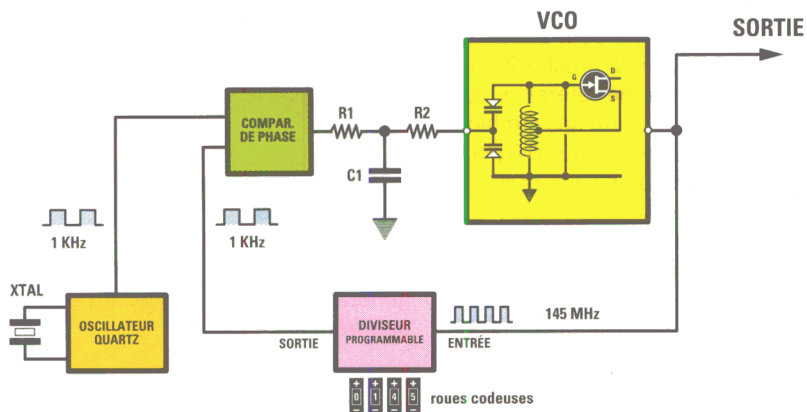 VCO
SORTIE
COMPAR.
DE PHASE
R1
R2
C1
G
D
S
1 KHz
1 KHz
XTAL
OSCILLATEUR
QUARTZ
SORTIE
DIVISEUR
PROGRAMMABLE
ENTRÉE
145 MHz
+ + + +
0 1 4 5
− − − −
roues codeuses